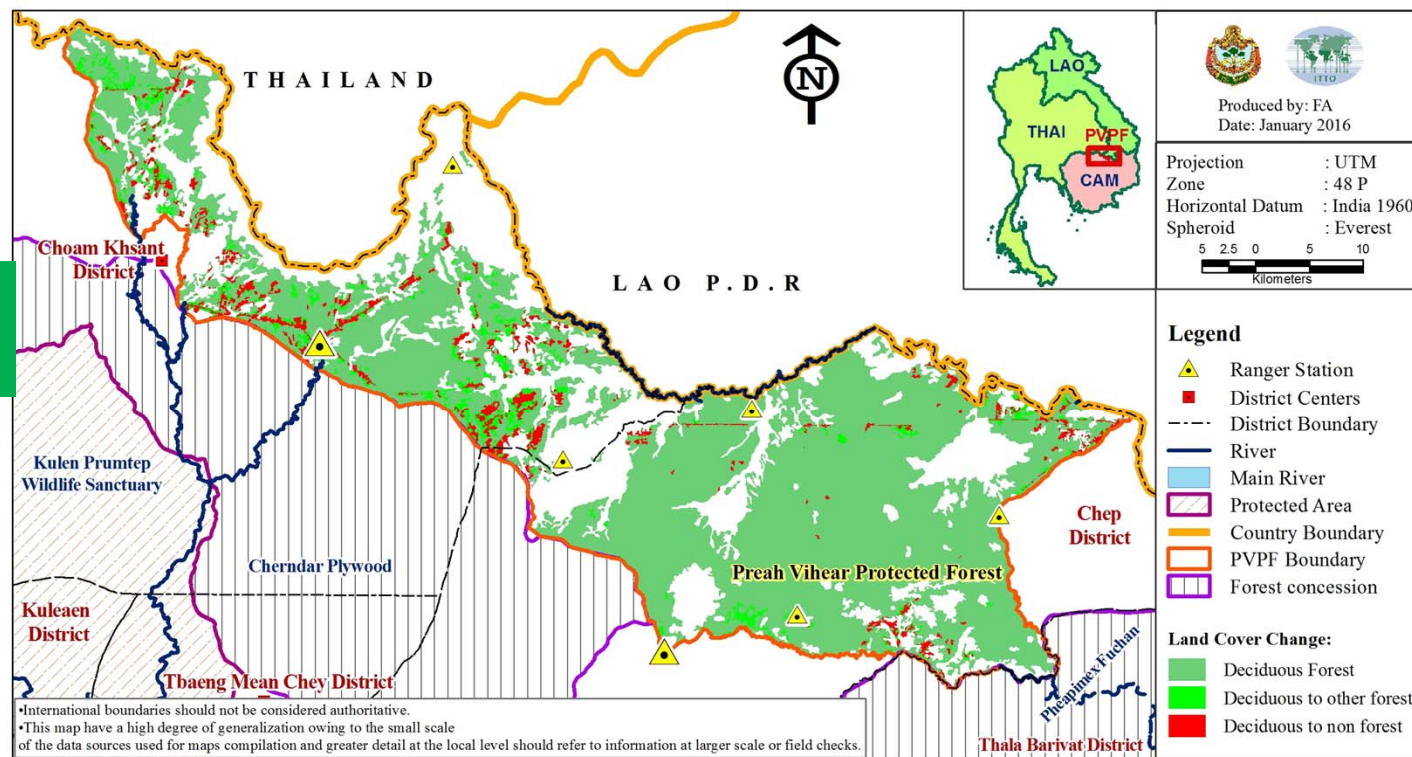 THAILAND
LAO P.D.R
N
Choam Khsant
District
Kulen Prumtep
Wildlife Sanctuary
Cherndar Plywood
Kuleaen
District
Tbaeng Mean Chey District
Preah Vihear Protected Forest
Chep
District
Pheapimex Fuchan
Thala Barivat District
•International boundaries should not be considered authoritative.
•This map have a high degree of generalization owing to the small scale
of the data sources used for maps compilation and greater detail at the local level should refer to information at larger scale or field checks.
LAO
THAI
PVPF
CAM
ITTO
Produced by: FA
Date: January 2016
Projection : UTM
Zone : 48 P
Horizontal Datum : India 1960
Spheroid : Everest
5 2.5 0 5 10
Kilometers
Legend
Ranger Station
District Centers
District Boundary
River
Main River
Protected Area
Country Boundary
PVPF Boundary
Forest concession
Land Cover Change:
Deciduous Forest
Deciduous to other forest
Deciduous to non forest